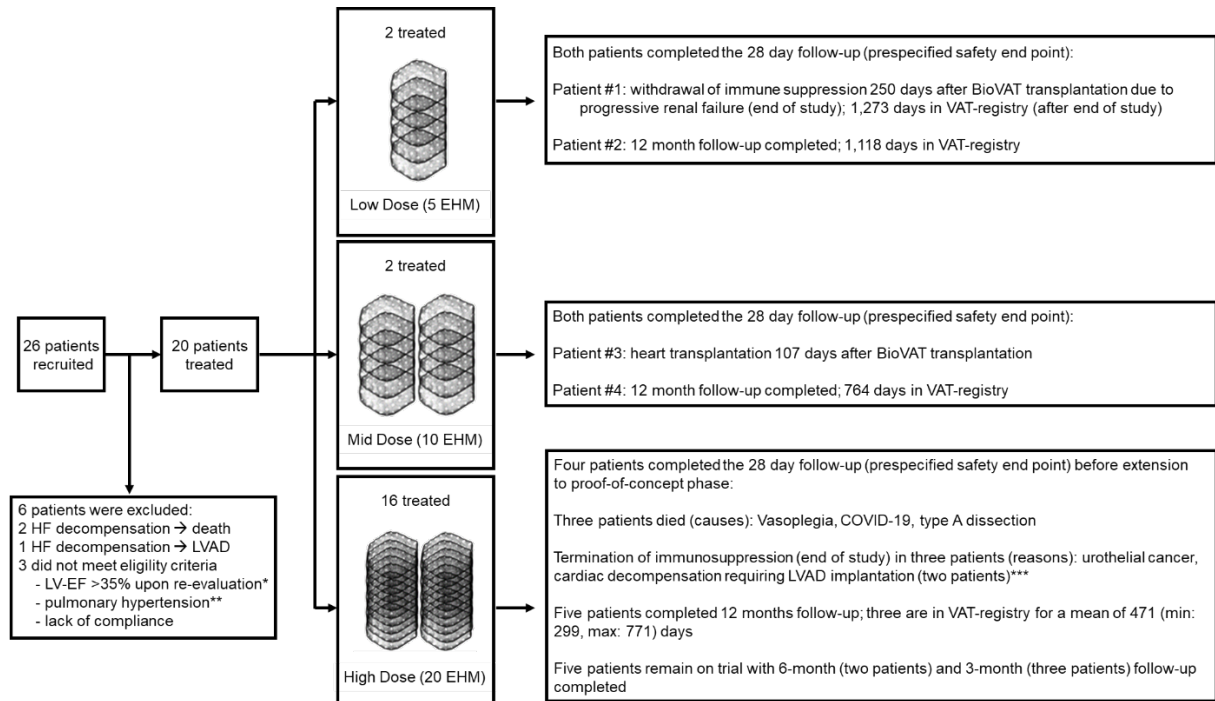 26 patients
recruited
20 patients
treated
6 patients were excluded:
2 HF decompensation → death
1 HF decompensation → LVAD
3 did not meet eligibility criteria
- LV-EF >35% upon re-evaluation*
- pulmonary hypertension**
- lack of compliance
2 treated
Low Dose (5 EHM)
Both patients completed the 28 day follow-up (prespecified safety end point):
Patient #1: withdrawal of immune suppression 250 days after BioVAT transplantation due to
progressive renal failure (end of study); 1,273 days in VAT-registry (after end of study)
Patient #2: 12 month follow-up completed; 1,118 days in VAT-registry
2 treated
Mid Dose (10 EHM)
Both patients completed the 28 day follow-up (prespecified safety end point):
Patient #3: heart transplantation 107 days after BioVAT transplantation
Patient #4: 12 month follow-up completed; 764 days in VAT-registry
16 treated
High Dose (20 EHM)
Four patients completed the 28 day follow-up (prespecified safety end point) before extension
to proof-of-concept phase:
Three patients died (causes): Vasoplegia, COVID-19, type A dissection
Termination of immunosuppression (end of study) in three patients (reasons): urothelial cancer,
cardiac decompensation requiring LVAD implantation (two patients)***
Five patients completed 12 months follow-up; three are in VAT-registry for a mean of 471 (min:
299, max: 771) days
Five patients remain on trial with 6-month (two patients) and 3-month (three patients) follow-up
completed